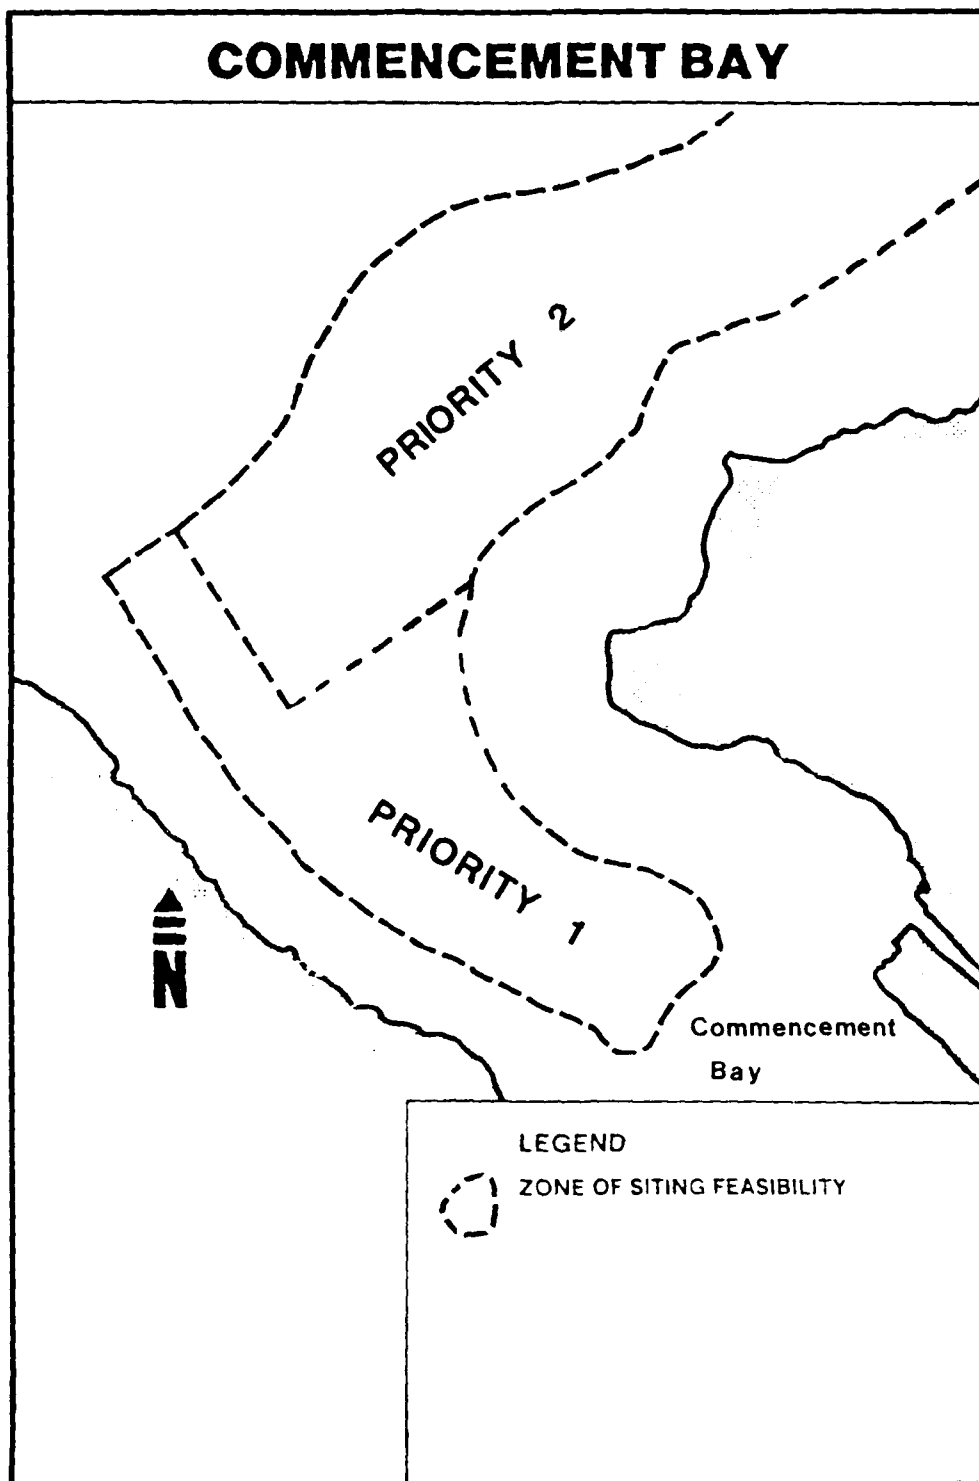 COMMENCEMENT BAY
PRIORITY 2
PRIORITY 1
N
Commencement
Bay
LEGEND
ZONE OF SITING FEASIBILITY